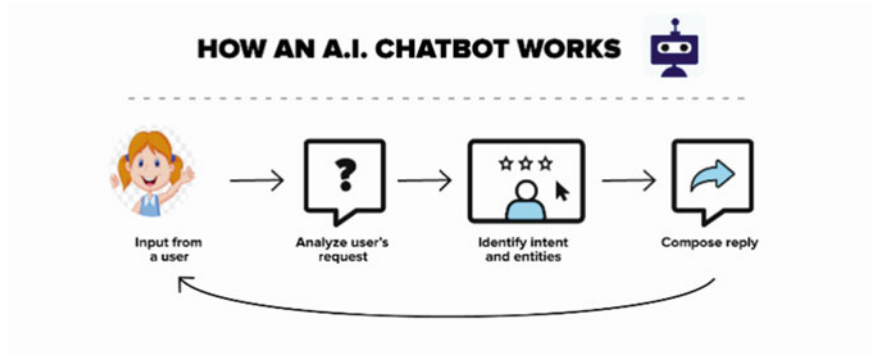 HOW AN A.I. CHATBOT WORKS
Input from
a user
Analyze user's
request
Identify intent
and entities
Compose reply